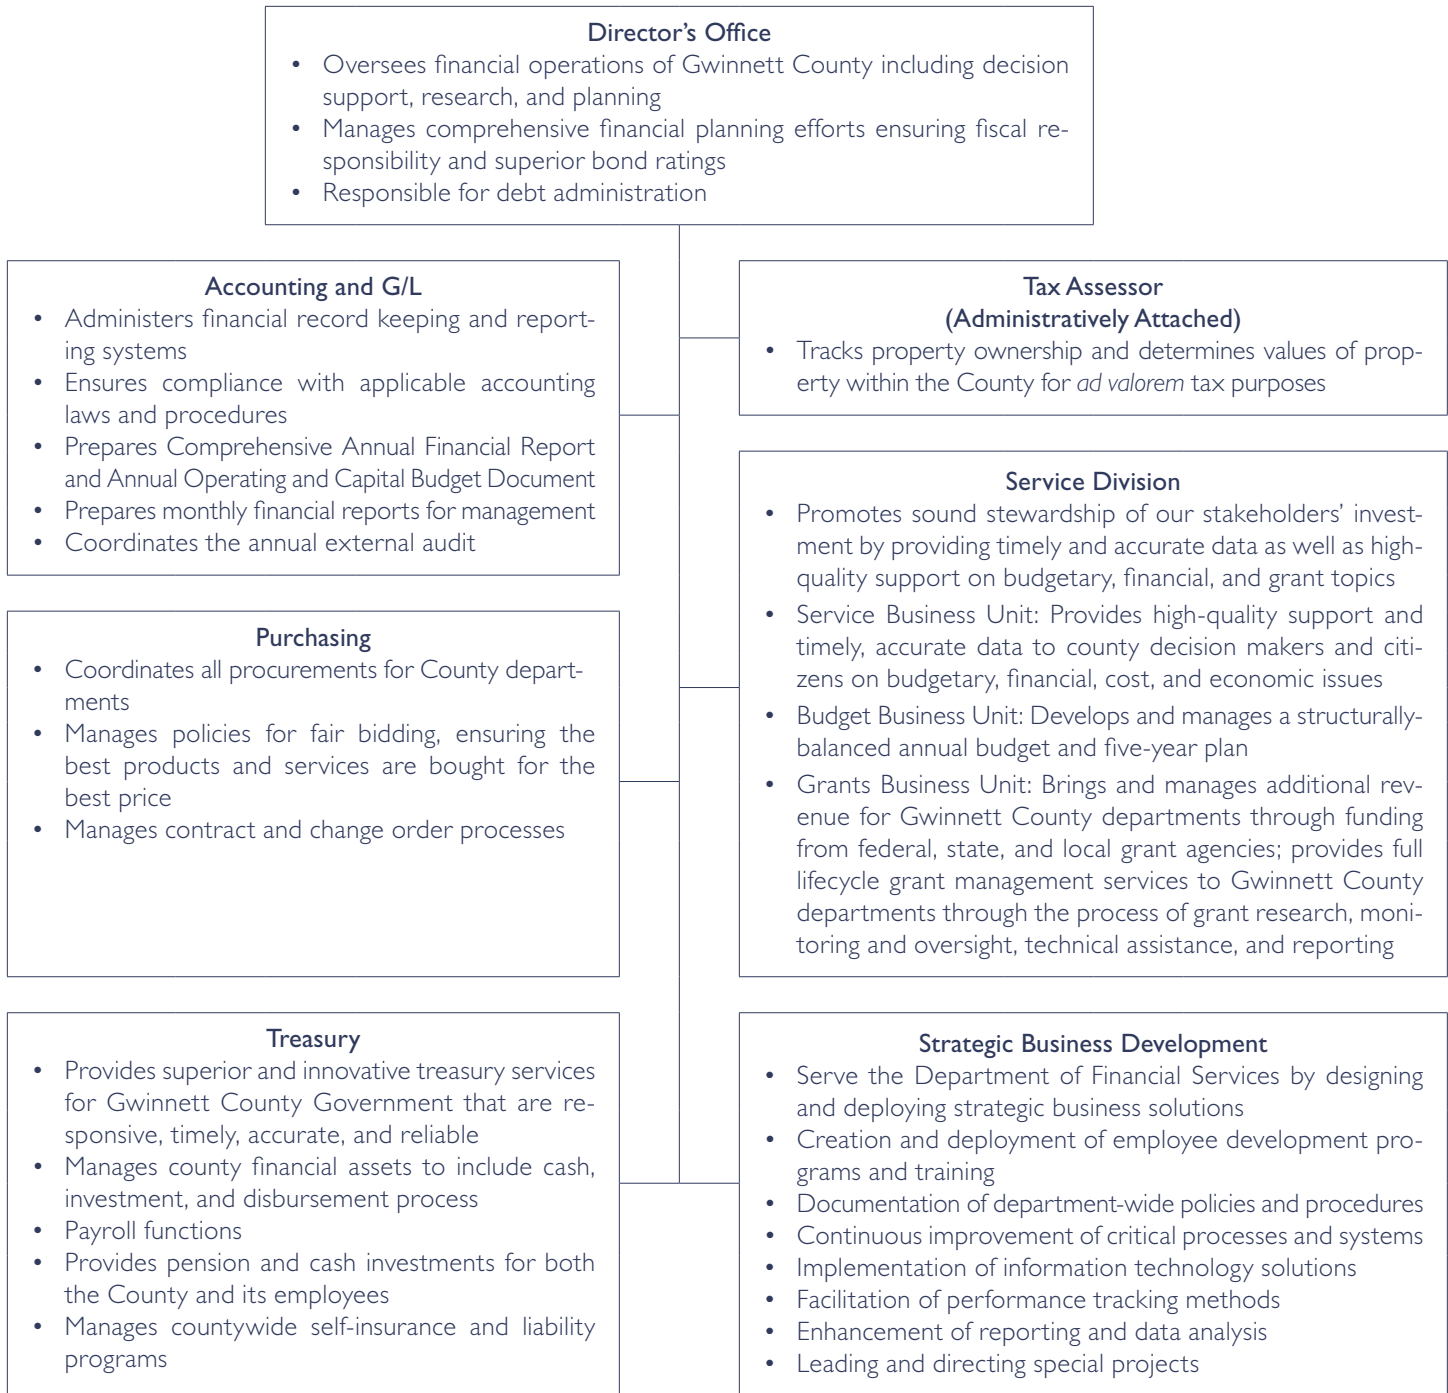 Director’s Office
• Oversees financial operations of Gwinnett County including decision
support, research, and planning
• Manages comprehensive financial planning efforts ensuring fiscal re-
sponsibility and superior bond ratings
• Responsible for debt administration
Accounting and G/L
• Administers financial record keeping and report-
ing systems
• Ensures compliance with applicable accounting
laws and procedures
• Prepares Comprehensive Annual Financial Report
and Annual Operating and Capital Budget Document
• Prepares monthly financial reports for management
• Coordinates the annual external audit
Tax Assessor
(Administratively Attached)
• Tracks property ownership and determines values of prop-
erty within the County for ad valorem tax purposes
Service Division
• Promotes sound stewardship of our stakeholders’ invest-
ment by providing timely and accurate data as well as high-
quality support on budgetary, financial, and grant topics
• Service Business Unit: Provides high-quality support and
timely, accurate data to county decision makers and citi-
zens on budgetary, financial, cost, and economic issues
• Budget Business Unit: Develops and manages a structurally-
balanced annual budget and five-year plan
• Grants Business Unit: Brings and manages additional rev-
enue for Gwinnett County departments through funding
from federal, state, and local grant agencies; provides full
lifecycle grant management services to Gwinnett County
departments through the process of grant research, moni-
toring and oversight, technical assistance, and reporting
Purchasing
• Coordinates all procurements for County depart-
ments
• Manages policies for fair bidding, ensuring the
best products and services are bought for the
best price
• Manages contract and change order processes
Treasury
• Provides superior and innovative treasury services
for Gwinnett County Government that are re-
sponsive, timely, accurate, and reliable
• Manages county financial assets to include cash,
investment, and disbursement process
• Payroll functions
• Provides pension and cash investments for both
the County and its employees
• Manages countywide self-insurance and liability
programs
Strategic Business Development
• Serve the Department of Financial Services by designing
and deploying strategic business solutions
• Creation and deployment of employee development pro-
grams and training
• Documentation of department-wide policies and procedures
• Continuous improvement of critical processes and systems
• Implementation of information technology solutions
• Facilitation of performance tracking methods
• Enhancement of reporting and data analysis
• Leading and directing special projects